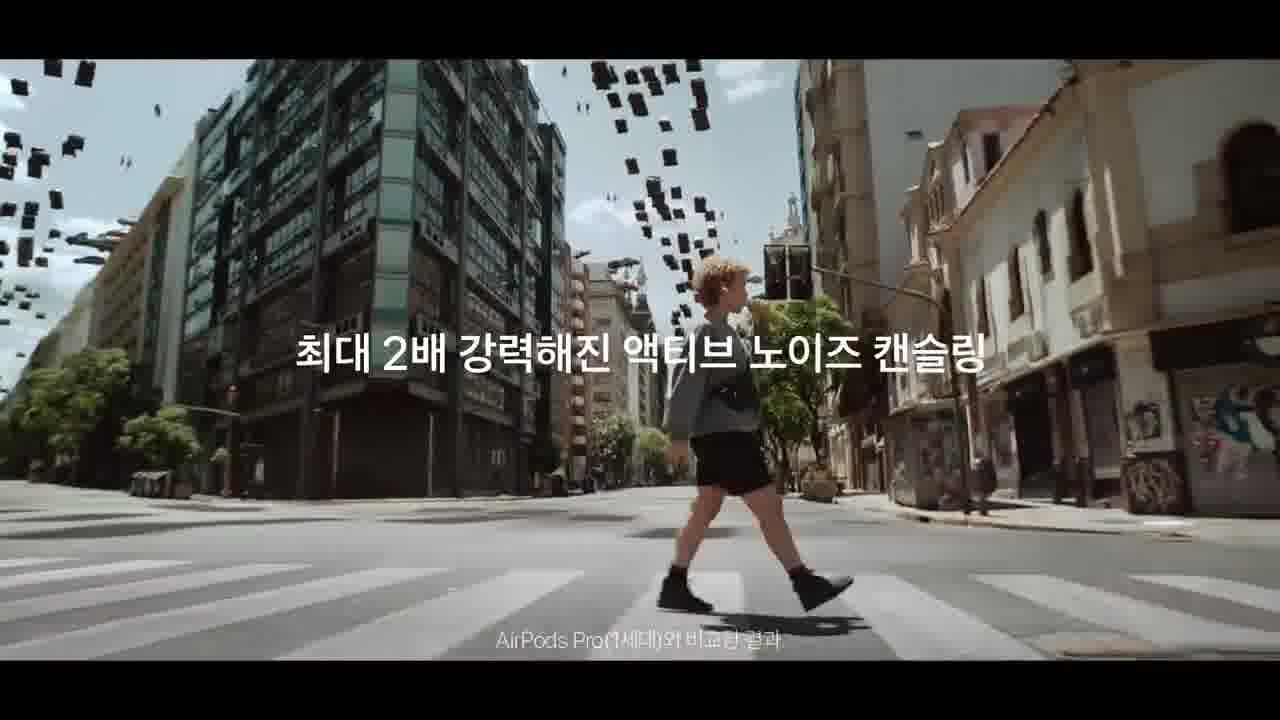 최대 2배 강력해진 액티브 노이즈 캔슬링
AirPods Pro(1세대)와 비교한 결과.